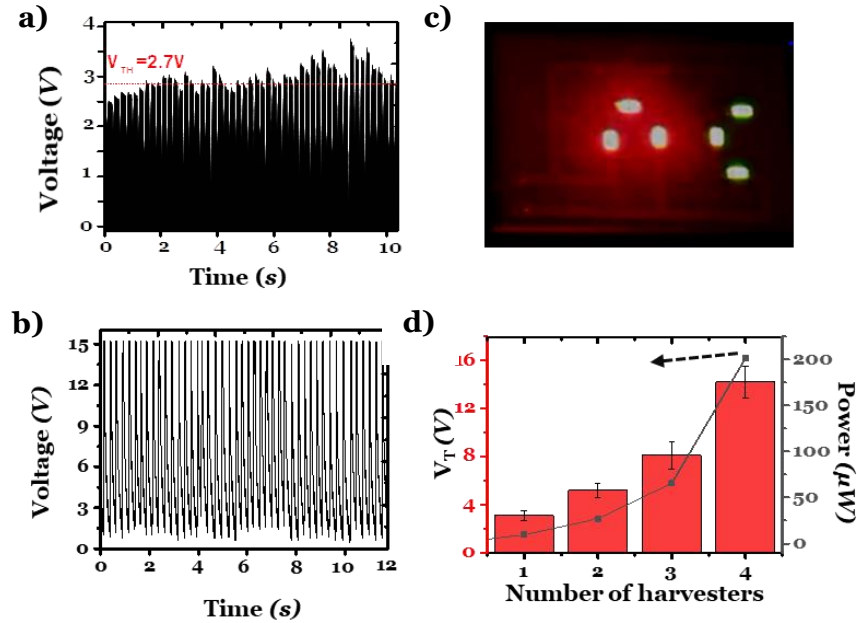 a)
4
3
2
1
0
V TH =2.7V
Voltage (V)
0 2 4 6 8 10
Time (s)
c)
b)
15
12
9
6
3
0
Voltage (V)
0 2 4 6 8 10 12
Time (s)
d)
16
12
8
4
0
V_T (V)
200
150
100
50
0
Power (μW)
1 2 3 4
Number of harvesters